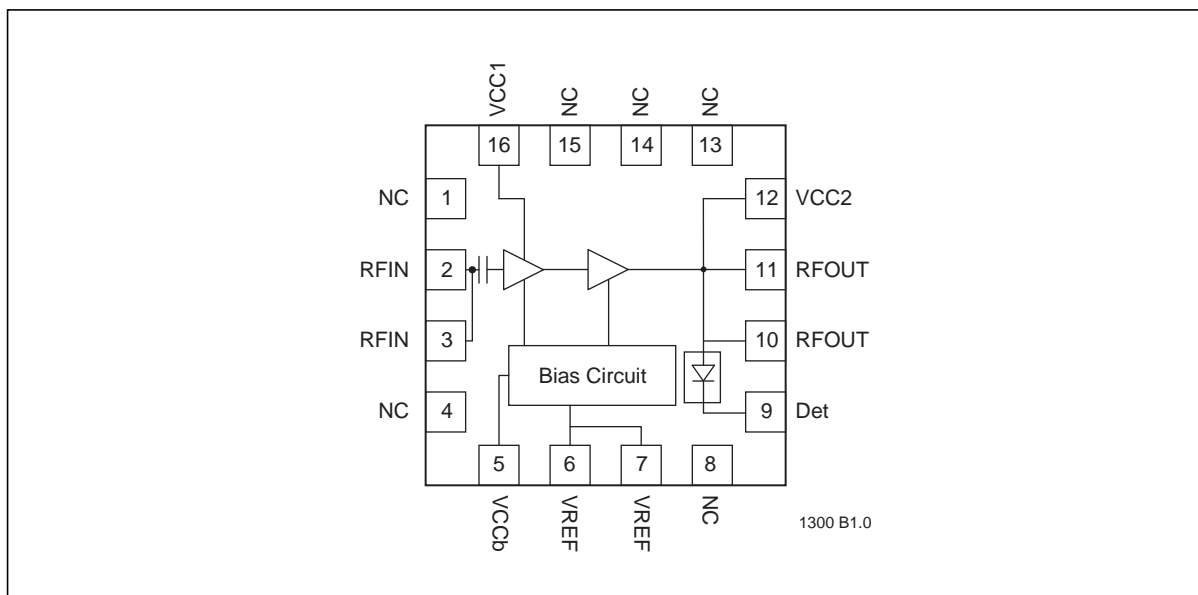 VCC1
NC
NC
NC
16
15
14
13
NC
1
12
VCC2
RFIN
2
11
RFOUT
RFIN
3
10
RFOUT
Bias Circuit
NC
4
9
Det
5
6
7
8
VCCb
VREF
VREF
NC
1300 B1.0